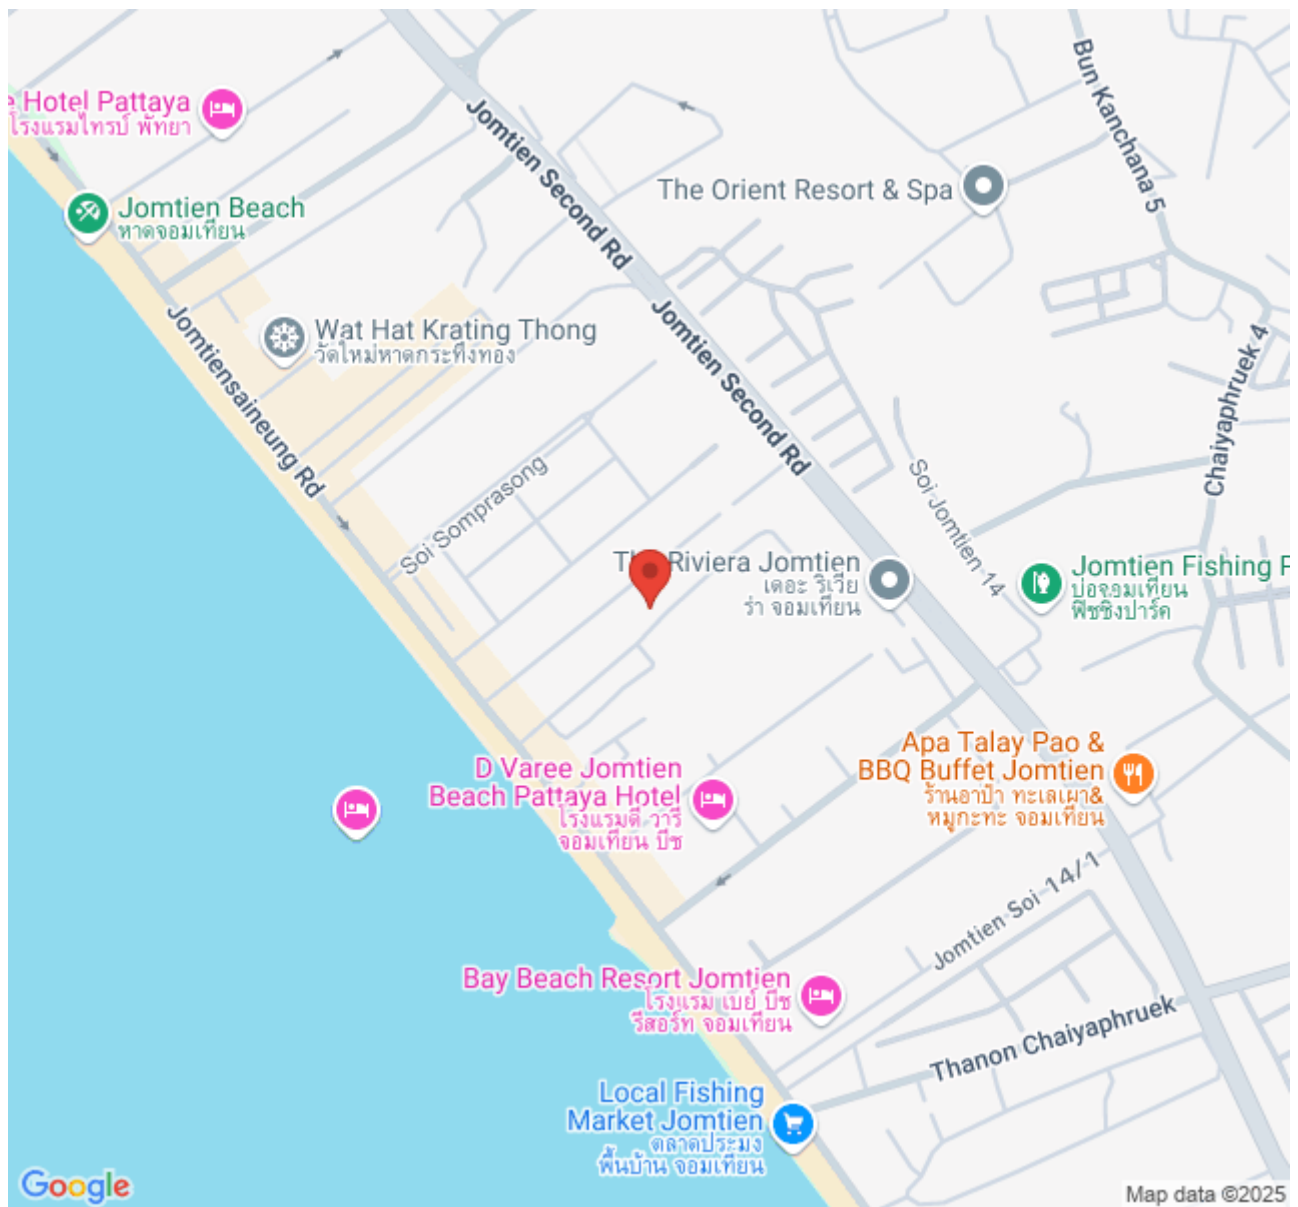 Bun Kanchana 5
e Hotel Pattaya
โรงแรมไทรป์ พัทยา
Jomtien Second Rd
The Orient Resort & Spa
Jomtien Beach
หาดจอมเทียน
Jomtiensaineung Rd
Wat Hat Krating Thong
วัดใหม่หาดกระทิงทอง
Jomtien Second Rd
Chaiyaphruek 4
Soi Somprasong
Soi Jomtien 14
Riviera Jomtien
เดอะ ริเวีย
ร่า จอมเทียน
Jomtien Fishing P
บ่อจอมเทียน
ฟิชชิงปาร์ค
Apa Talay Pao &
BBQ Buffet Jomtien
ร้านอาป๋า ทะเลเผา&
หมูกะทะ จอมเทียน
D Varee Jomtien
Beach Pattaya Hotel
โรงแรมดี วารี
จอมเทียน บีช
Jomtien Soi 14/1
Bay Beach Resort Jomtien
โรงแรม เบย์ บีช
รีสอร์ท จอมเทียน
Thanon Chaiyaphruek
Local Fishing
Market Jomtien
ตลาดประมง
พื้นบ้าน จอมเทียน
Google
Map data ©2025